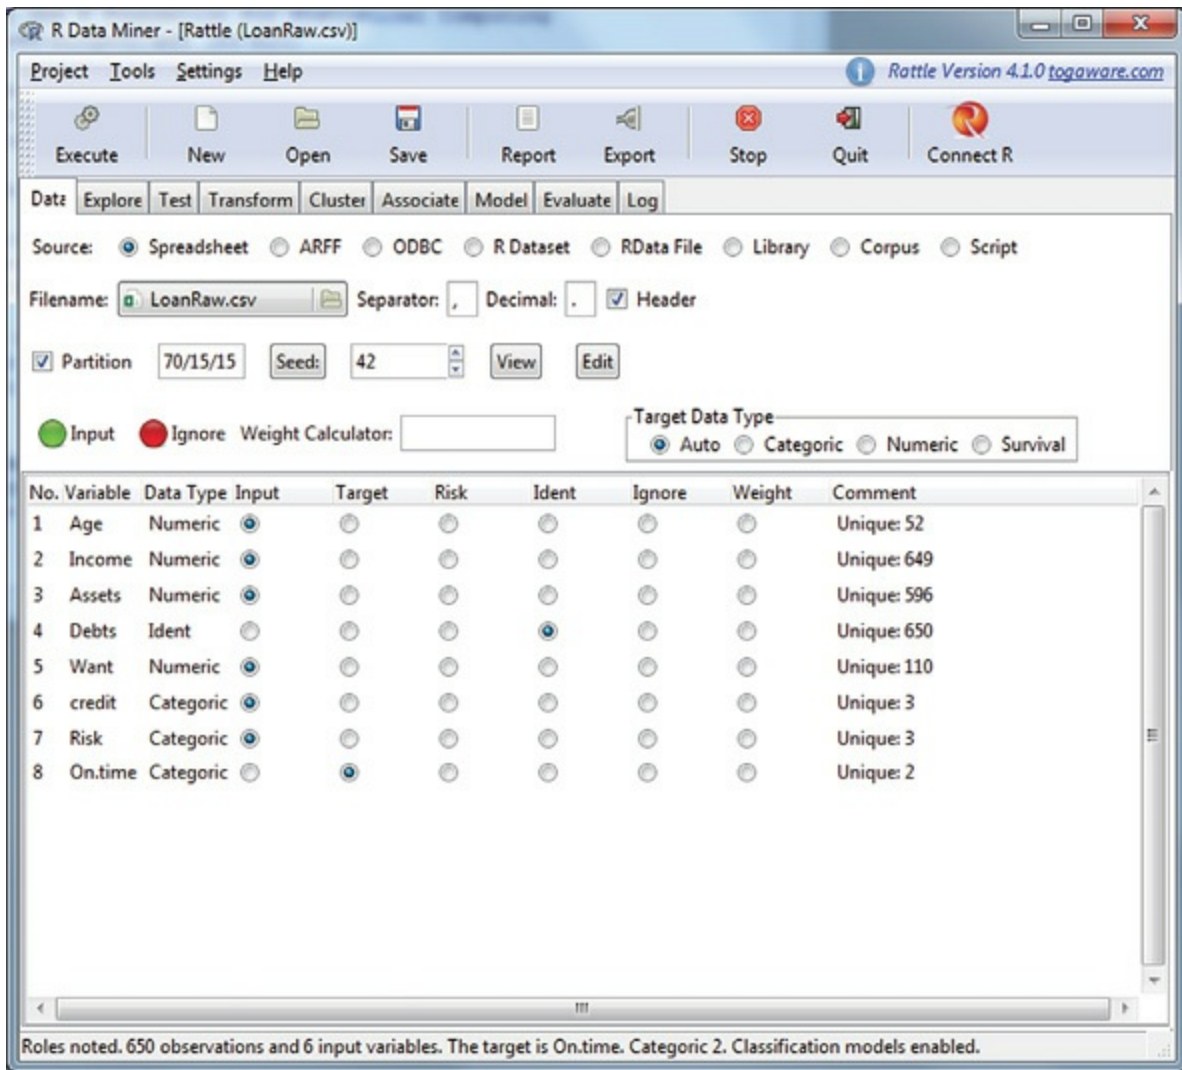 R Data Miner - [Rattle (LoanRaw.csv)]
Project Tools Settings Help Rattle Version 4.1.0 togaware.com
Execute New Open Save Report Export Stop Quit Connect R
Data Explore Test Transform Cluster Associate Model Evaluate Log
Source: Spreadsheet ARFF ODBC R Dataset RData File Library Corpus Script
Filename: LoanRaw.csv Separator: , Decimal: . Header
Partition 70/15/15 Seed: 42 View Edit
Target Data Type
Input Ignore Weight Calculator: Auto Categoric Numeric Survival
No. Variable Data Type Input Target Risk Ident Ignore Weight Comment
1 Age Numeric Unique: 52
2 Income Numeric Unique: 649
3 Assets Numeric Unique: 596
4 Debts Ident Unique: 650
5 Want Numeric Unique: 110
6 credit Categoric Unique: 3
7 Risk Categoric Unique: 3
8 On.time Categoric Unique: 2
Roles noted. 650 observations and 6 input variables. The target is On.time. Categoric 2. Classification models enabled.